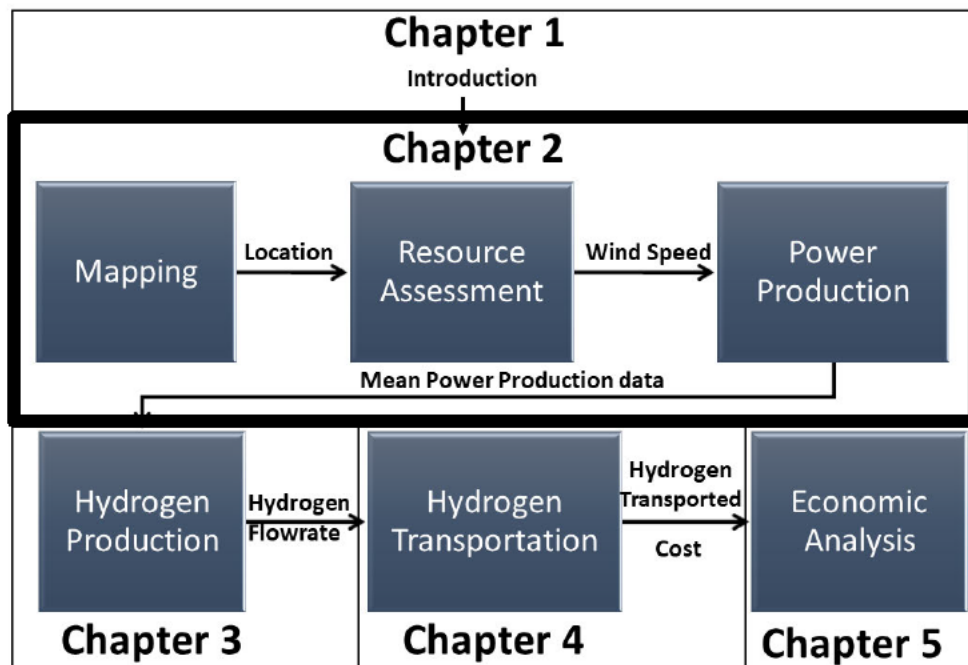 Chapter 1
Introduction
Chapter 2
Mapping
Location
Resource
Assessment
Wind Speed
Power
Production
Mean Power Production data
Hydrogen
Production
Hydrogen
Flowrate
Hydrogen
Transportation
Hydrogen
Transported
Cost
Economic
Analysis
Chapter 3
Chapter 4
Chapter 5